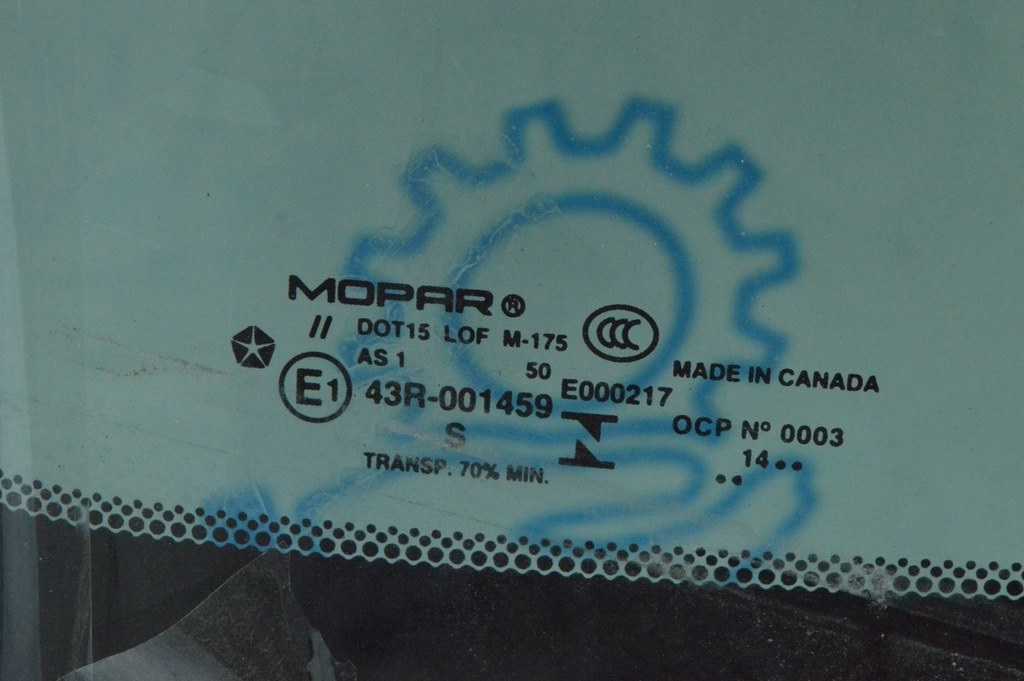 MOPAR®
// DOT15 LOF M-175 CCC
AS 1 50 MADE IN CANADA
E1 43R-001459 E000217
S OCP Nº 0003
14••
••
TRANSP. 70% MIN.